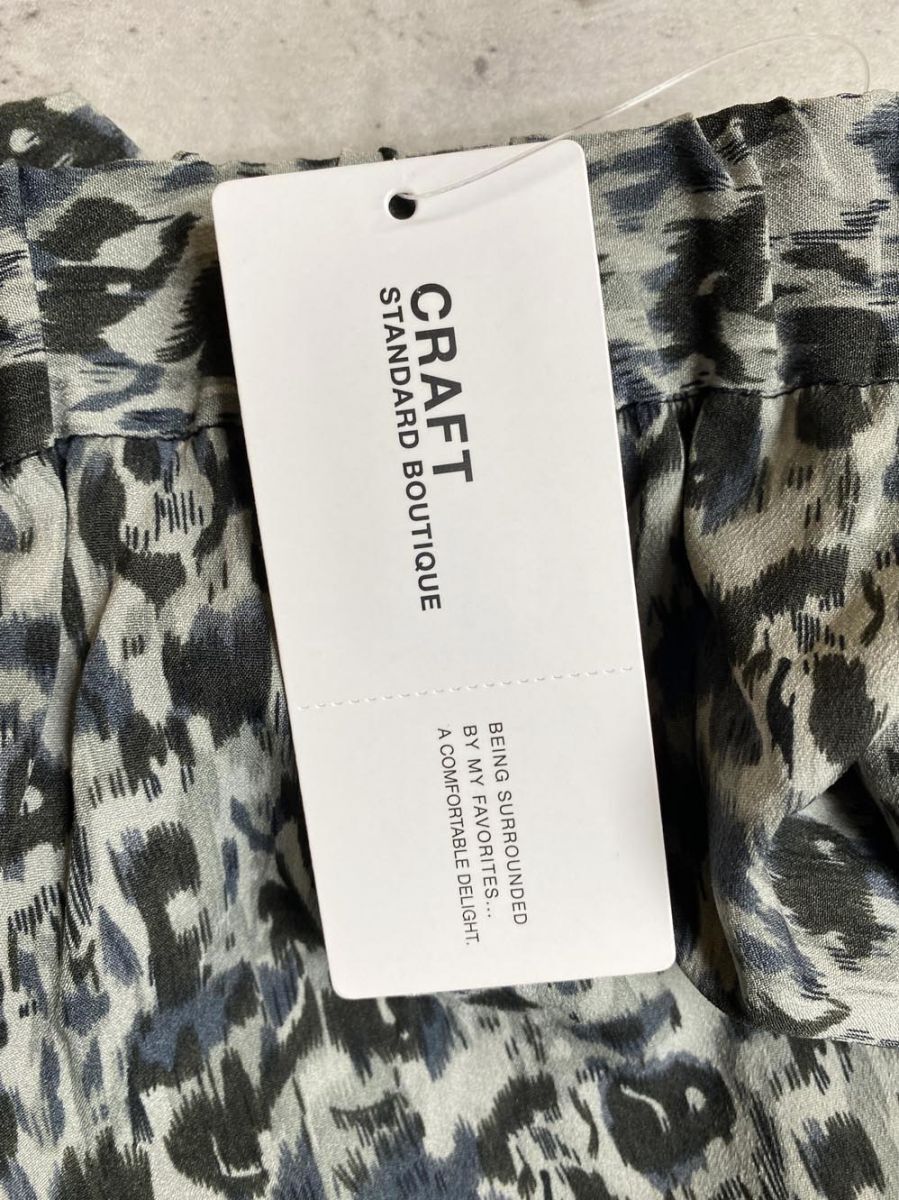 CRAFT
STANDARD BOUTIQUE
BEING SURROUNDED
BY MY FAVORITES...
'A COMFORTABLE DELIGHT.